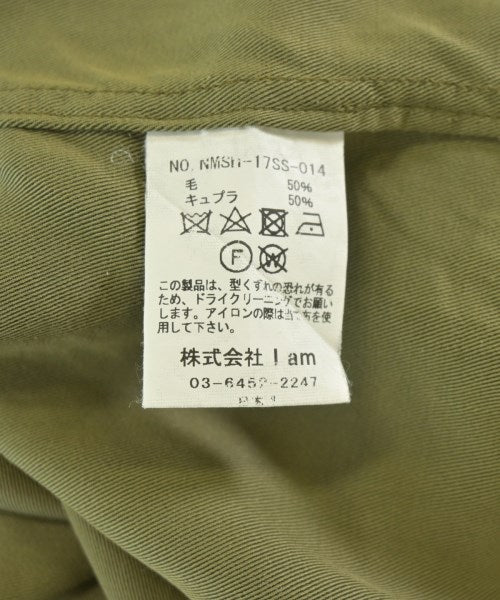 NO. NMSH-17SS-014
毛 50%
キュプラ 50%
F W
この製品は、型くずれの恐れが有る
ため、ドライクリーニングでお願い
します。アイロンの際は当て布を使
用して下さい。
株式会社 I am
03-6452-2247